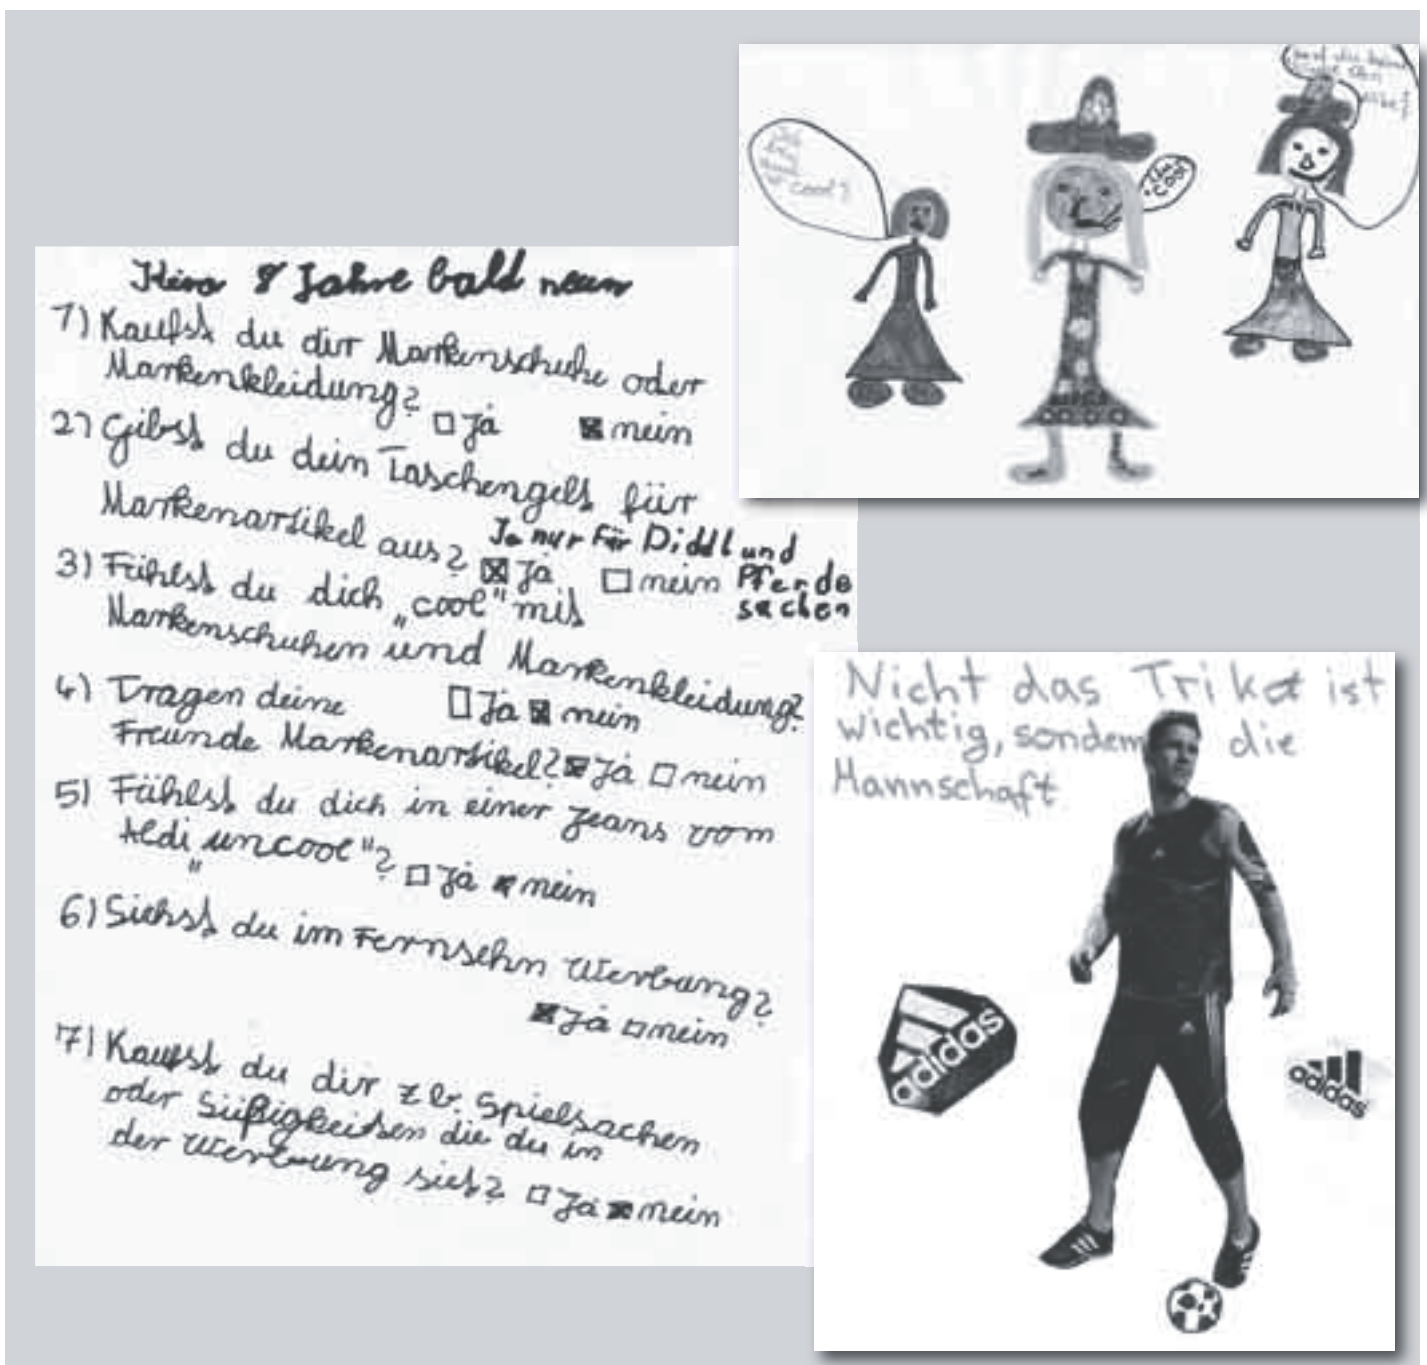 8 Jahre bald neun
1) Kaufst du dir Markenschuhe oder
Markenkleidung? Ja nein
2) Gibst du dein Taschengeld für
Markenartikel aus? Ja nein
Ja nur für Diddl und
Pferde
sachen
3) Fühlst du dich „cool" mit
Markenschuhen und Markenkleidung?
Ja nein
4) Tragen deine
Freunde Markenartikel? Ja nein
5) Fühlst du dich in einer Jeans vom
Aldi „uncool"? Ja nein
6) Siehst du im Fernsehn Werbung?
Ja nein
7) Kaufst du dir z b. Spielsachen
oder Süßigkeiten die du in
der Werbung siet? Ja nein
cool?
cool
Nicht das Trikot ist
wichtig, sondern die
Mannschaft
adidas
adidas